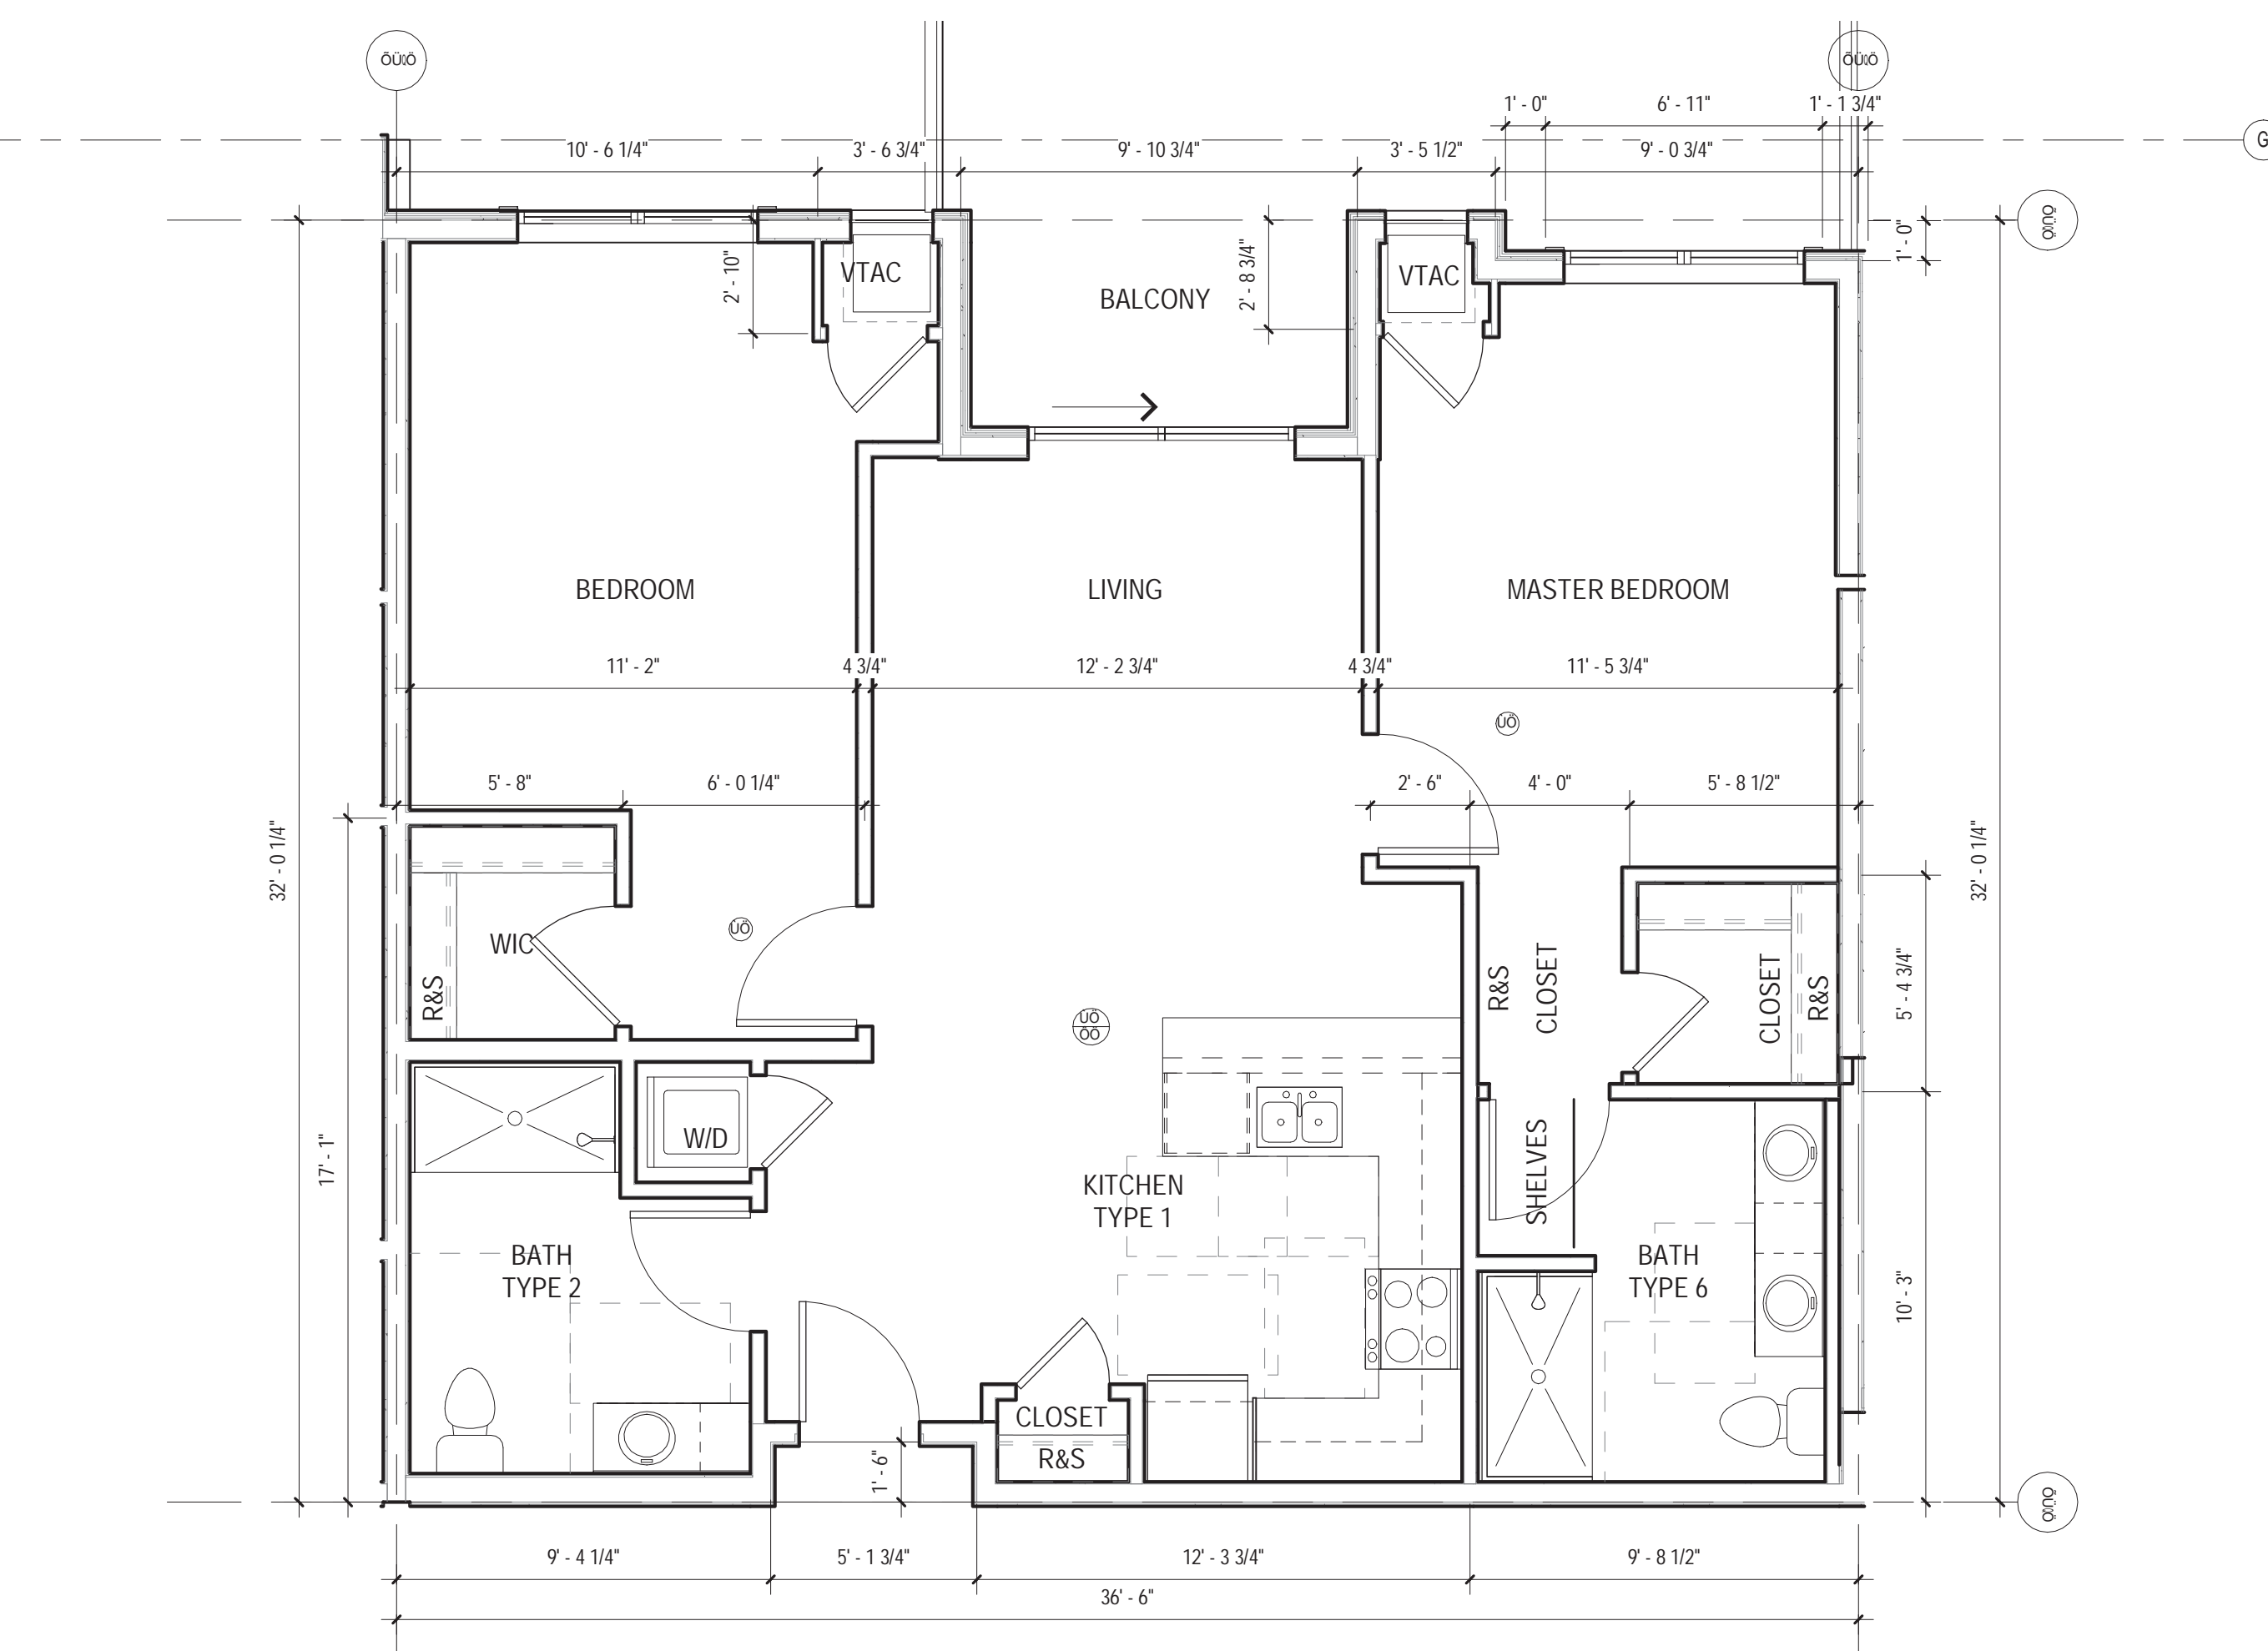 ÕÜÙÖ
ÕÜÙÖ
1' - 0"
6' - 11"
1' - 1 3/4"
10' - 6 1/4"
3' - 6 3/4"
9' - 10 3/4"
3' - 5 1/2"
9' - 0 3/4"
G
1' - 0"
2' - 10"
VTAC
BALCONY
2' - 8 3/4"
VTAC
BEDROOM
LIVING
MASTER BEDROOM
11' - 2"
4 3/4"
12' - 2 3/4"
4 3/4"
11' - 5 3/4"
ÙÖ
5' - 8"
6' - 0 1/4"
2' - 6"
4' - 0"
5' - 8 1/2"
32' - 0 1/4"
32' - 0 1/4"
ÙÖ
WIC
R&S
R&S
CLOSET
CLOSET
R&S
5' - 4 3/4"
ÙÖ
ÔÖ
W/D
17' - 1"
KITCHEN
TYPE 1
SHELVES
BATH
TYPE 2
BATH
TYPE 6
10' - 3"
CLOSET
R&S
1' - 6"
9' - 4 1/4"
5' - 1 3/4"
12' - 3 3/4"
9' - 8 1/2"
36' - 6"